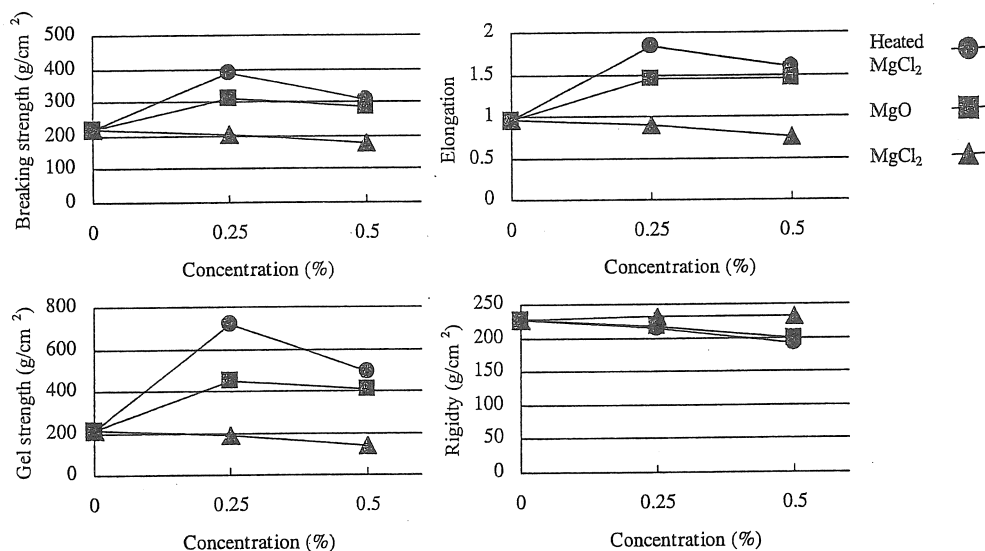 Breaking strength (g/cm 2)
500
400
300
200
100
0
0
0.25
0.5
Concentration (%)
Elongation
2
1.5
1
0.5
0
0
0.25
0.5
Concentration (%)
Heated
MgCl2
MgO
MgCl2
Gel strength (g/cm 2)
800
600
400
200
0
0
0.25
0.5
Concentration (%)
Rigidty (g/cm 2)
250
200
150
100
50
0
0
0.25
0.5
Concentration (%)